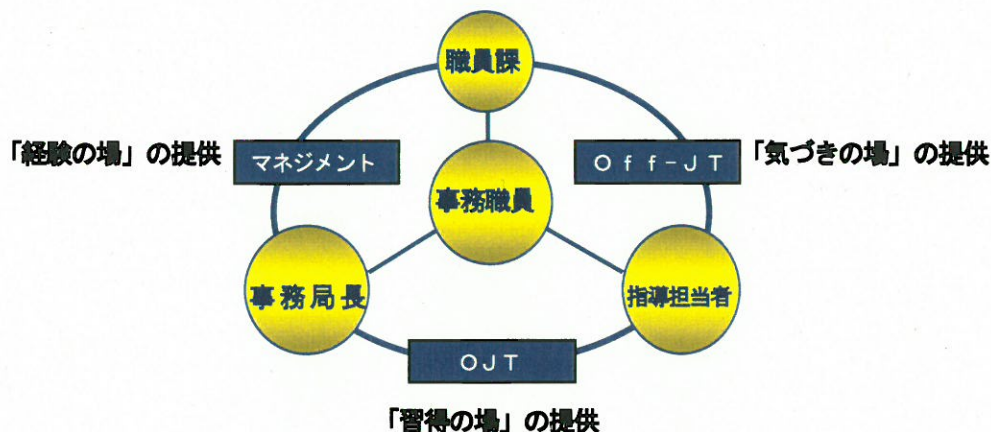 職員課
「経験の場」の提供
マネジメント
Off-JT
「気づきの場」の提供
事務職員
事務局長
指導担当者
OJT
「習得の場」の提供